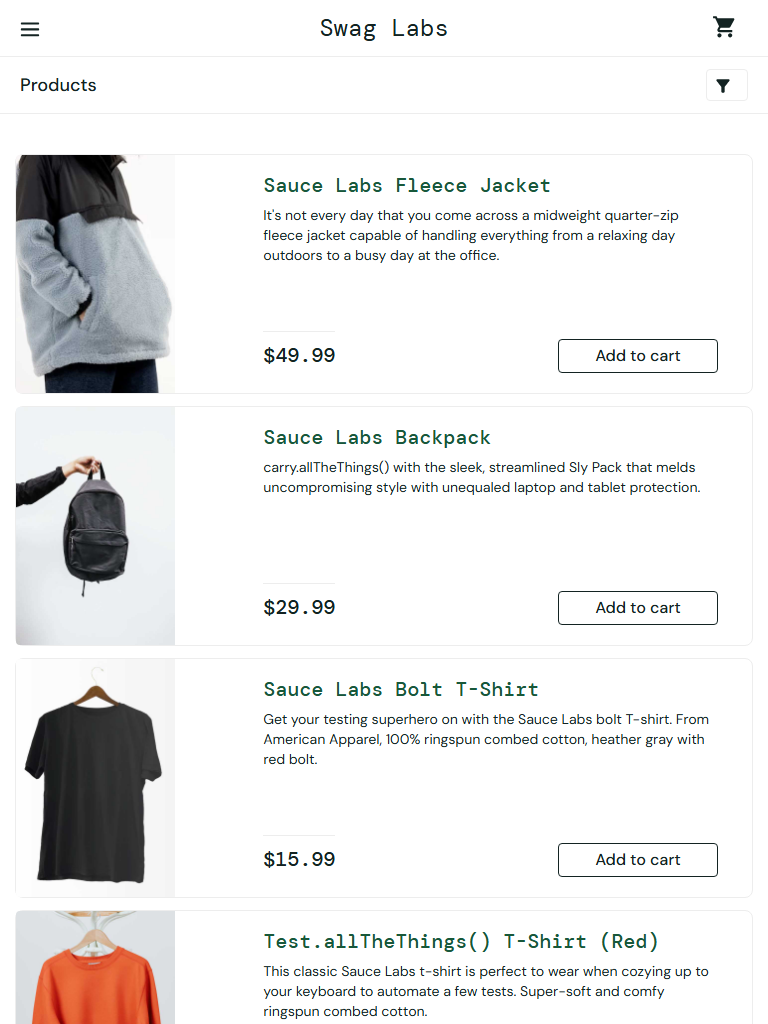 Swag Labs
Products
Sauce Labs Fleece Jacket
It's not every day that you come across a midweight quarter-zip
fleece jacket capable of handling everything from a relaxing day
outdoors to a busy day at the office.
$49.99
Add to cart
Sauce Labs Backpack
carry.allTheThings() with the sleek, streamlined Sly Pack that melds
uncompromising style with unequaled laptop and tablet protection.
$29.99
Add to cart
Sauce Labs Bolt T-Shirt
Get your testing superhero on with the Sauce Labs bolt T-shirt. From
American Apparel, 100% ringspun combed cotton, heather gray with
red bolt.
$15.99
Add to cart
Test.allTheThings() T-Shirt (Red)
This classic Sauce Labs t-shirt is perfect to wear when cozying up to
your keyboard to automate a few tests. Super-soft and comfy
ringspun combed cotton.